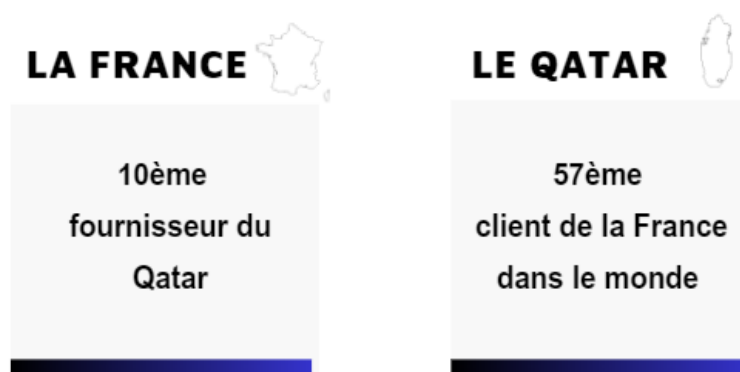 LA FRANCE
10ème
fournisseur du
Qatar
LE QATAR
57ème
client de la France
dans le monde